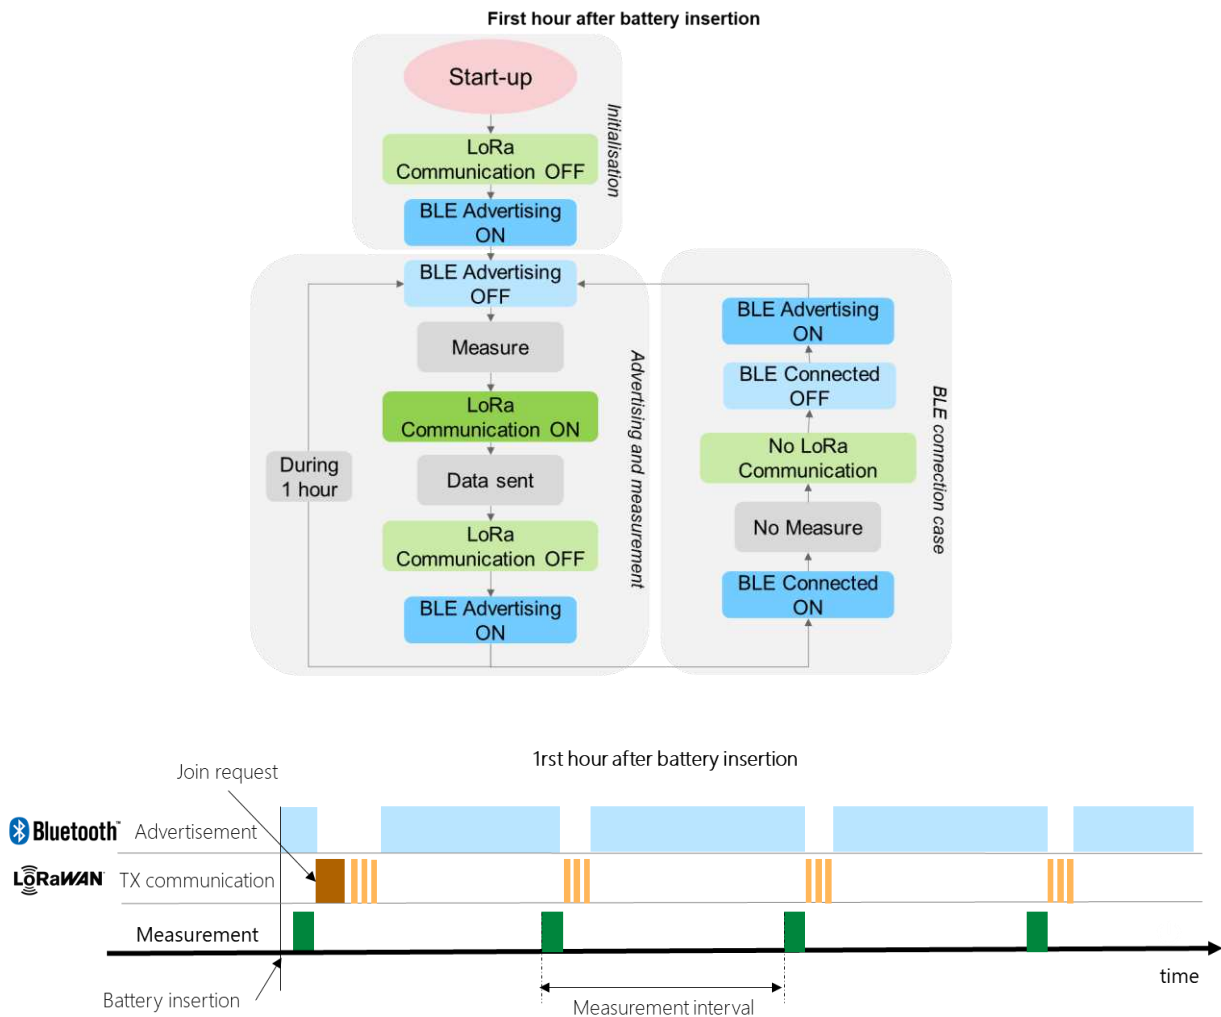 First hour after battery insertion
Start-up
Initialisation
LoRa
Communication OFF
BLE Advertising
ON
BLE Advertising
OFF
Measure
LoRa
Communication ON
Data sent
LoRa
Communication OFF
BLE Advertising
ON
During
1 hour
Advertising and measurement
BLE Advertising
ON
BLE Connected
OFF
No LoRa
Communication
No Measure
BLE Connected
ON
BLE connection case
1rst hour after battery insertion
Join request
Bluetooth™ Advertisement
LoRaWAN TX communication
Measurement
time
Battery insertion
Measurement interval